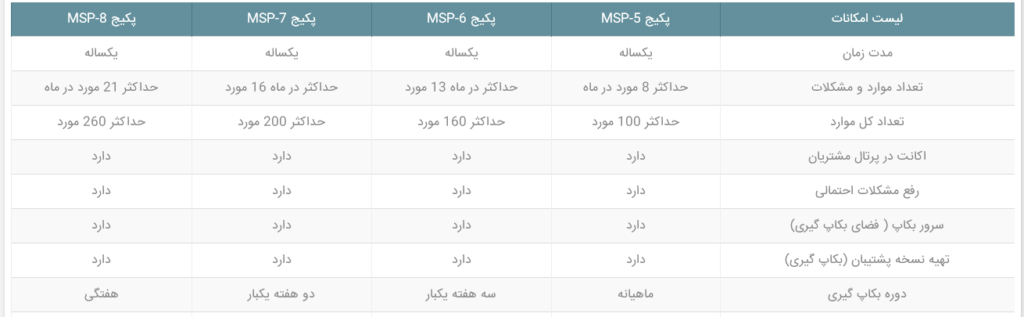 لیست امکانات پکیج MSP-5 پکیج MSP-6 پکیج MSP-7 پکیج MSP-8
مدت زمان یکساله یکساله یکساله یکساله
تعداد موارد و مشکلات حداکثر 8 مورد در ماه حداکثر در ماه 13 مورد حداکثر در ماه 16 مورد حداکثر 21 مورد در ماه
تعداد کل موارد حداکثر 100 مورد حداکثر 160 مورد حداکثر 200 مورد حداکثر 260 مورد
اکانت در پرتال مشتریان دارد دارد دارد دارد
رفع مشکلات احتمالی دارد دارد دارد دارد
سرور بکاپ ( فضای بکاپ گیری) دارد دارد دارد دارد
تهیه نسخه پشتیبان (بکاپ گیری) دارد دارد دارد دارد
دوره بکاپ گیری ماهیانه سه هفته یکبار دو هفته یکبار هفتگی